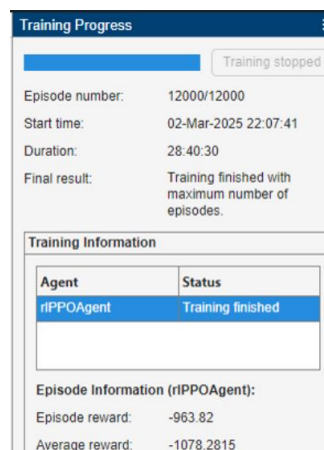 Training Progress
Training stopped
Episode number: 12000/12000
Start time: 02-Mar-2025 22:07:41
Duration: 28:40:30
Final result: Training finished with
maximum number of
episodes.
Training Information
Agent Status
rlPPOAgent Training finished
Episode Information (rlPPOAgent):
Episode reward: -963.82
Average reward: -1078.2815